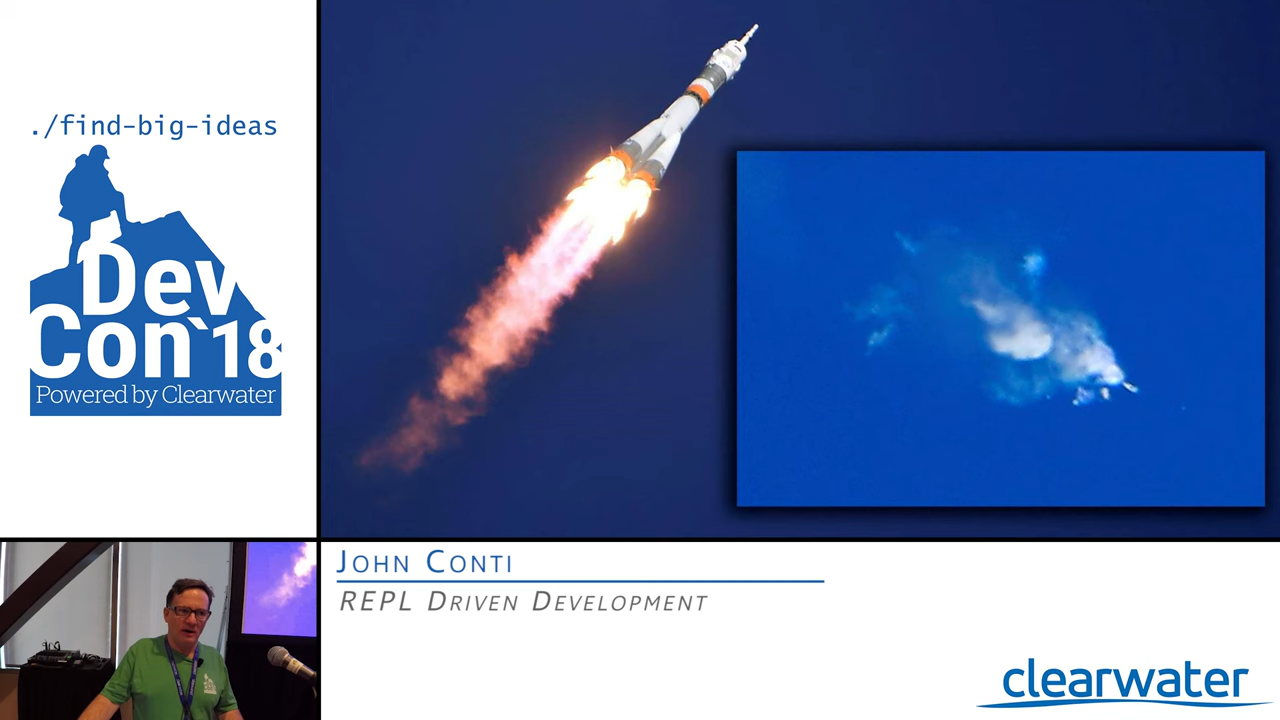 ./find-big-ideas
Dev
Con`18
Powered by Clearwater
JOHN CONTI
REPL DRIVEN DEVELOPMENT
clearwater